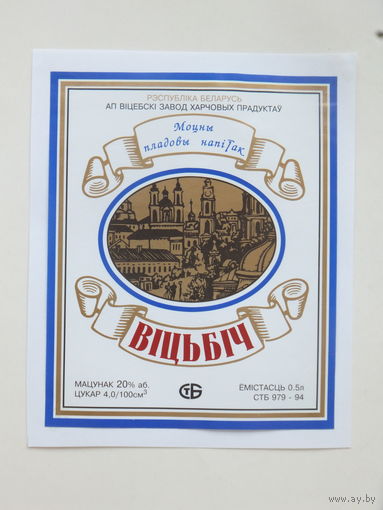 РЭСПУБЛІКА БЕЛАРУСЬ
АП ВІЦЕБСКІ ЗАВОД ХАРЧОВЫХ ПРАДУКТАЎ
Моцны
пладовы напіТак
ВІЦЬБІЧ
МАЦУНАК 20% аб.
ЦУКАР 4,0/100см³
СТБ
ЁМІСТАСЦЬ 0.5л
СТБ 979 - 94
www.ay.by